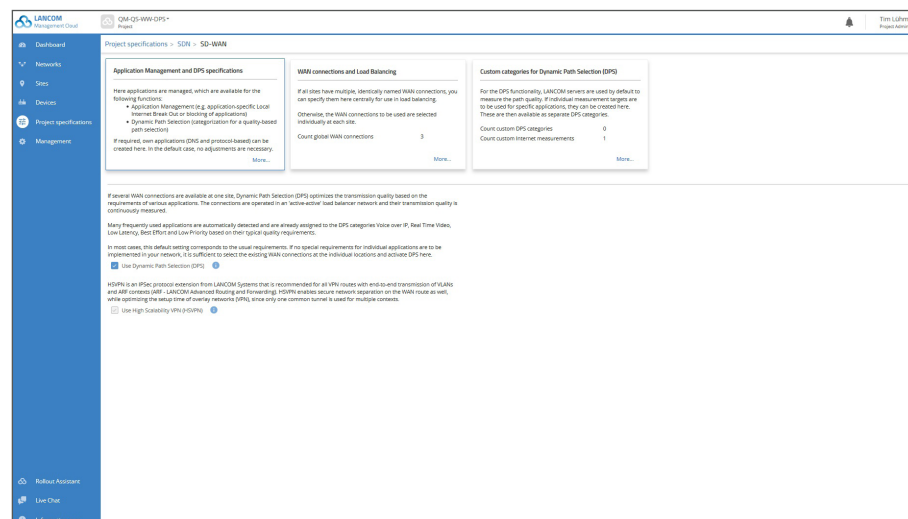 LANCOM
Management Cloud
QM-QS-WW-DPS
Project
Tim Lühm
Project Admin
Dashboard
Networks
Sites
Devices
Project specifications
Management
Rollout Assistant
Live Chat
Project specifications > SDN > SD-WAN
Application Management and DPS specifications
Here applications are managed, which are available for the
following functions:
• Application Management (e.g. application-specific Local
Internet Break Out or blocking of applications)
• Dynamic Path Selection (categorization for a quality-based
path selection)
If required, own applications (DNS and protocol-based) can be
created here. In the default case, no adjustments are necessary.
More...
WAN connections and Load Balancing
If all sites have multiple, identically named WAN connections, you
can specify them here centrally for use in load balancing.
Otherwise, the WAN connections to be used are selected
individually at each site.
Count global WAN connections 3
More...
Custom categories for Dynamic Path Selection (DPS)
For the DPS functionality, LANCOM servers are used by default to
measure the path quality. If individual measurement targets are
to be used for specific applications, they can be created here.
These are then available as separate DPS categories.
Count custom DPS categories 0
Count custom Internet measurements 1
More...
If several WAN connections are available at one site, Dynamic Path Selection (DPS) optimizes the transmission quality based on the
requirements of various applications. The connections are operated in an 'active-active' load balancer network and their transmission quality is
continuously measured.
Many frequently used applications are automatically detected and are already assigned to the DPS categories Voice over IP, Real Time Video,
Low Latency, Best Effort and Low Priority based on their typical quality requirements.
In most cases, this default setting corresponds to the usual requirements. If no special requirements for individual applications are to be
implemented in your network, it is sufficient to select the existing WAN connections at the individual locations and activate DPS here.
Use Dynamic Path Selection (DPS)
HSVPN is an IPSec protocol extension from LANCOM Systems that is recommended for all VPN routes with end-to-end transmission of VLANs
and ARF contexts (ARF - LANCOM Advanced Routing and Forwarding). HSVPN enables secure network separation on the WAN route as well,
while optimizing the setup time of overlay networks (VPN), since only one common tunnel is used for multiple contexts.
Use High Scalability VPN (HSVPN)